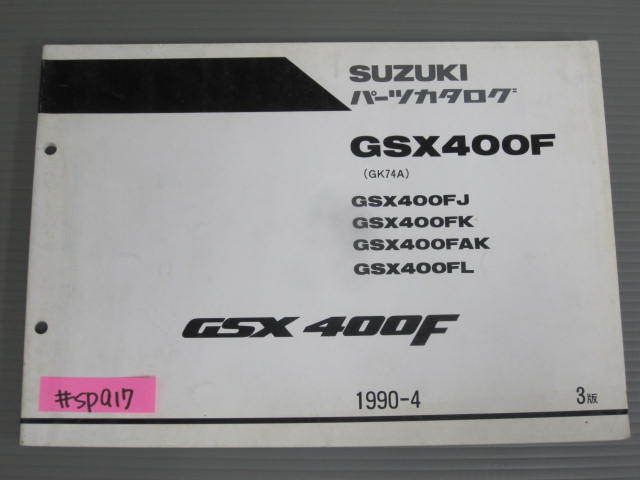 SUZUKI
パーツカタログ
GSX400F
(GK74A)
GSX400FJ
GSX400FK
GSX400FAK
GSX400FL
GSX 400F
#spa17
1990-4
3版